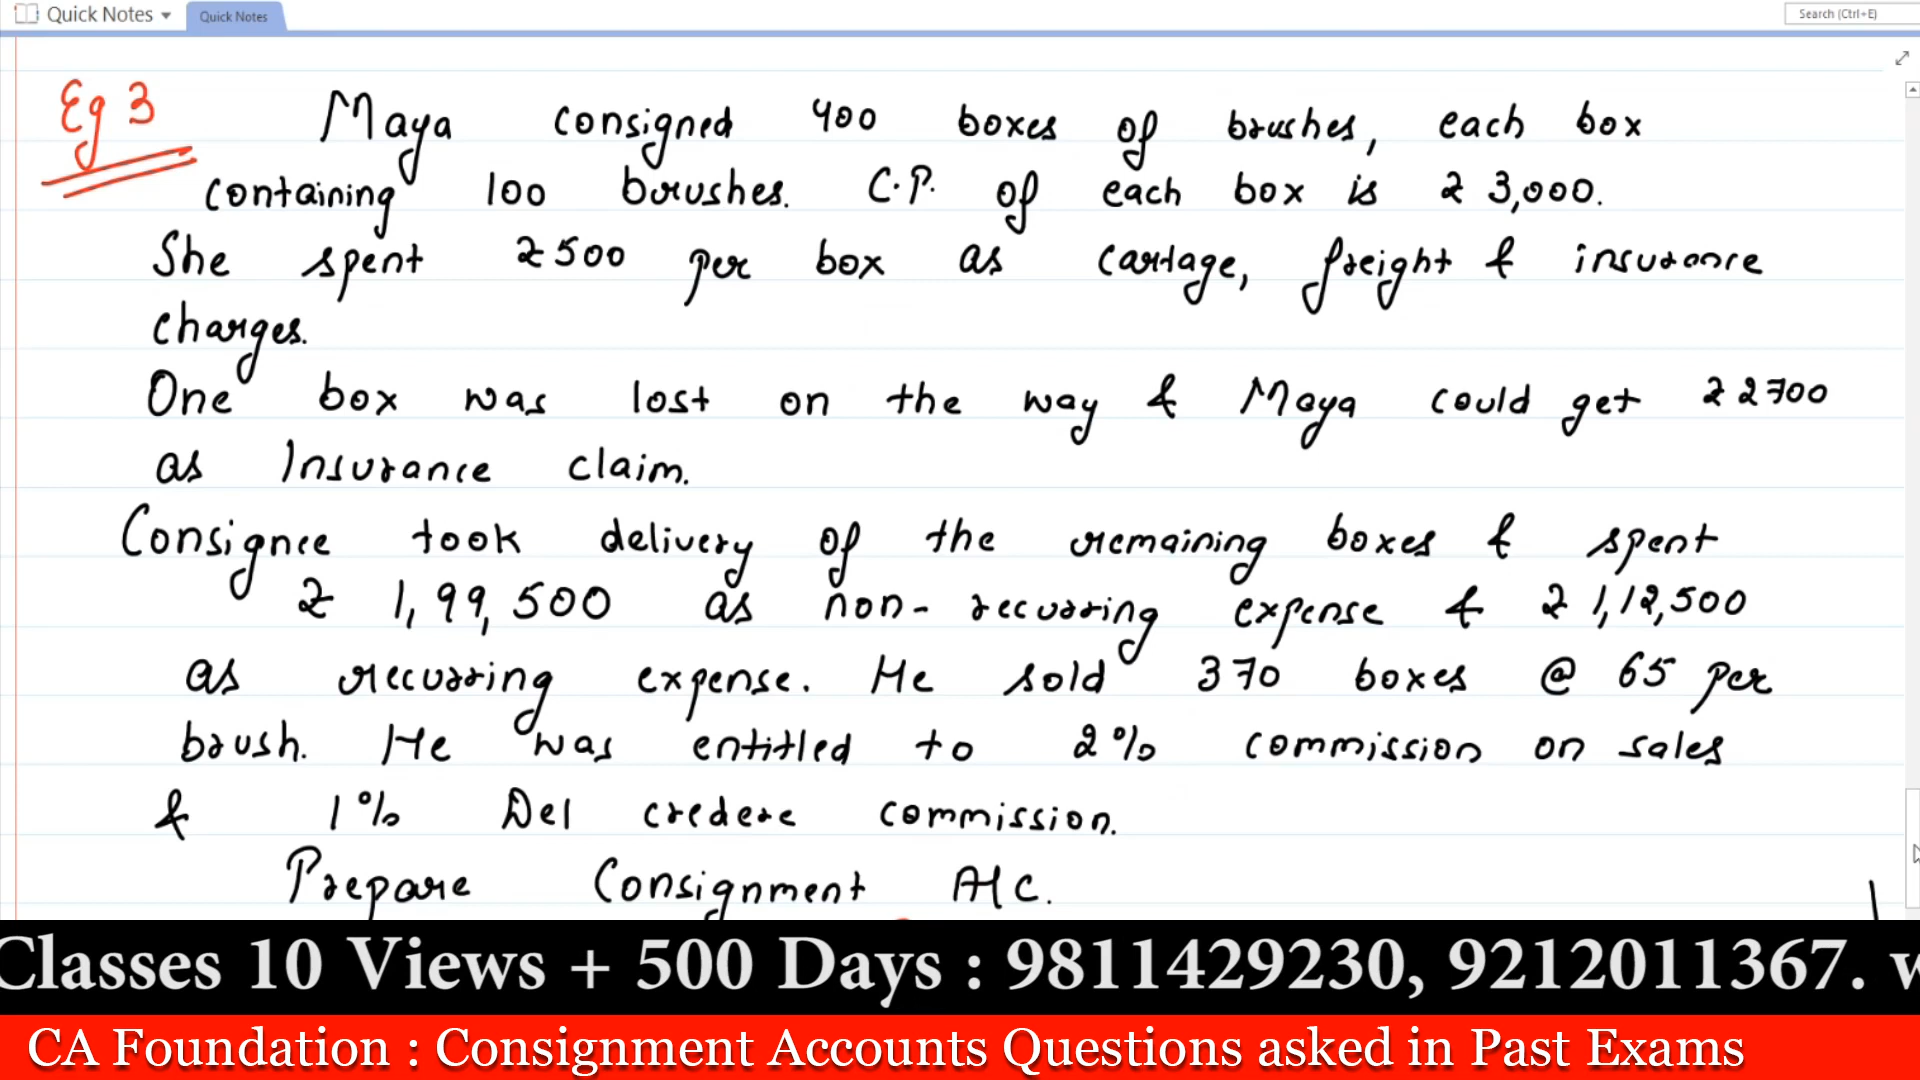 Quick Notes
Quick Notes
Search (Ctrl+E)
Eg 3
Maya consigned 400 boxes of brushes, each box
containing 100 brushes. C.P. of each box is ₹ 3,000.
She spent ₹ 500 per box as cartage, freight & insurance
charges.
One box was lost on the way & Maya could get ₹ 2700
as Insurance claim.
Consignee took delivery of the remaining boxes & spent
₹ 1,99,500 as non-recurring expense & ₹ 1,12,500
as recurring expense. He sold 370 boxes @ 65 per
brush. He was entitled to 2% commission on sales
& 1% Del credere commission.
Prepare Consignment A/C.
Classes 10 Views + 500 Days : 9811429230, 9212011367. w
CA Foundation : Consignment Accounts Questions asked in Past Exams